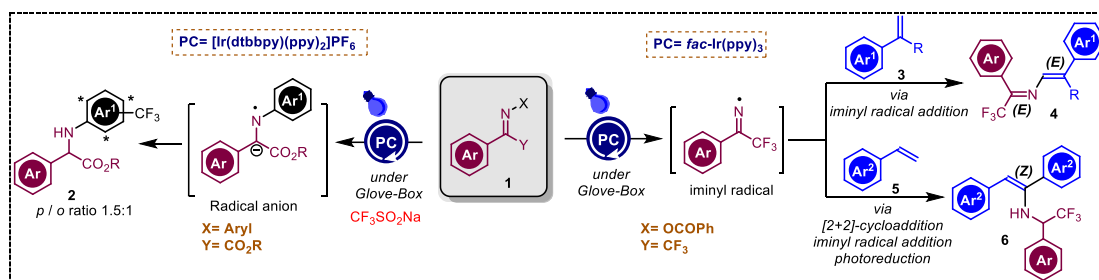 PC= [Ir(dtbbpy)(ppy)2]PF6
PC= fac-Ir(ppy)3
* Ar1 *
*
CF3
HN
Ar
CO2R
2
p / o ratio 1.5:1
N
Ar1
Ar
CO2R
Radical anion
X= Aryl
Y= CO2R
PC
under
Glove-Box
CF3SO2Na
X
N
Ar
Y
1
PC
under
Glove-Box
X= OCOPh
Y= CF3
N
Ar
CF3
iminyl radical
Ar1
R
3
via
iminyl radical addition
Ar2
5
via
[2+2]-cycloaddition
iminyl radical addition
photoreduction
Ar
(E)
Ar1
F3C
N
(E)
R
4
Ar2
(Z)
Ar2
HN
CF3
6
Ar